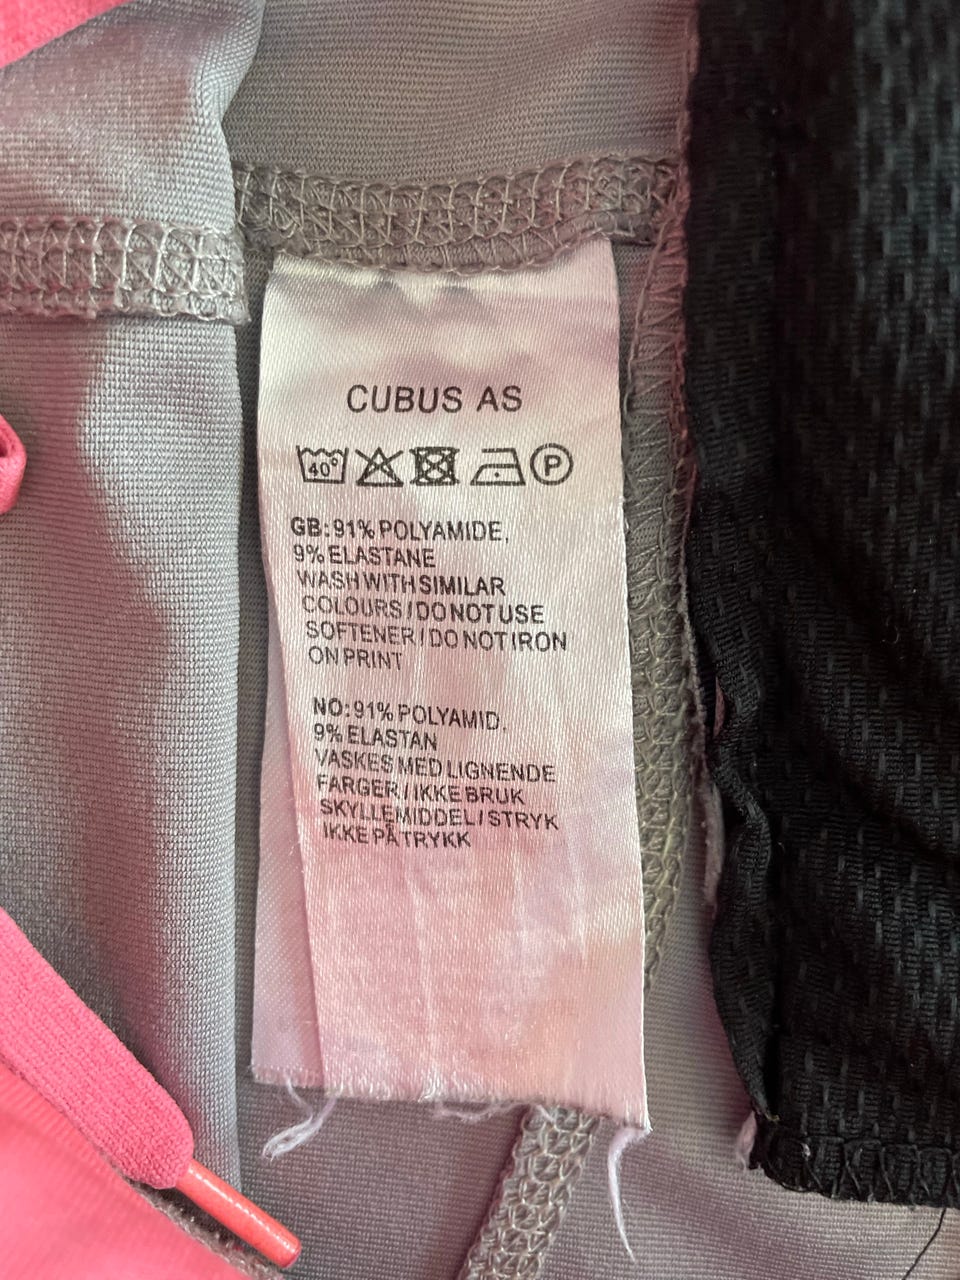 CUBUS AS
40° P
GB: 91% POLYAMIDE,
9% ELASTANE
WASH WITH SIMILAR
COLOURS / DO NOT USE
SOFTENER / DO NOT IRON
ON PRINT
NO: 91% POLYAMID,
9% ELASTAN
VASKES MED LIGNENDE
FARGER / IKKE BRUK
SKYLLEMIDDEL / STRYK
IKKE PÅ TRYKK